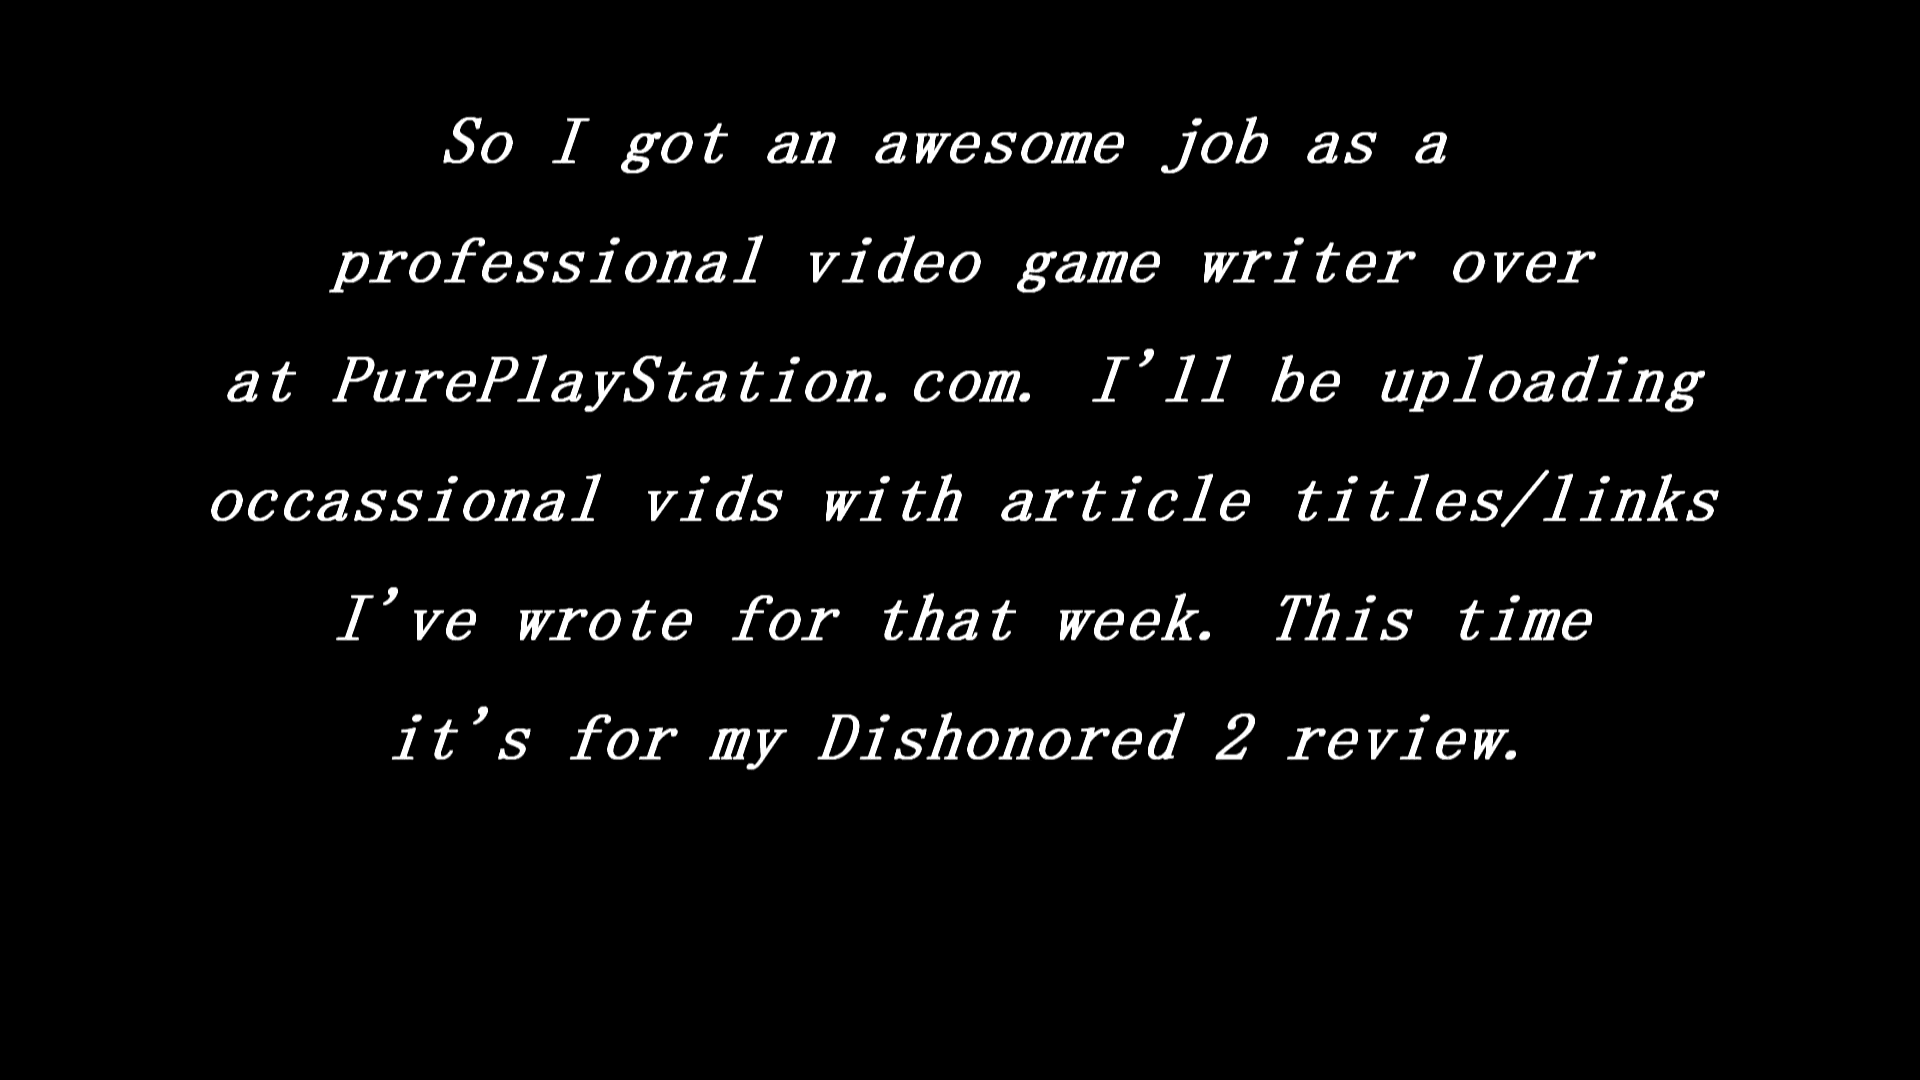 So I got an awesome job as a
professional video game writer over
at PurePlayStation.com. I'll be uploading
occassional vids with article titles/links
I've wrote for that week. This time
it's for my Dishonored 2 review.